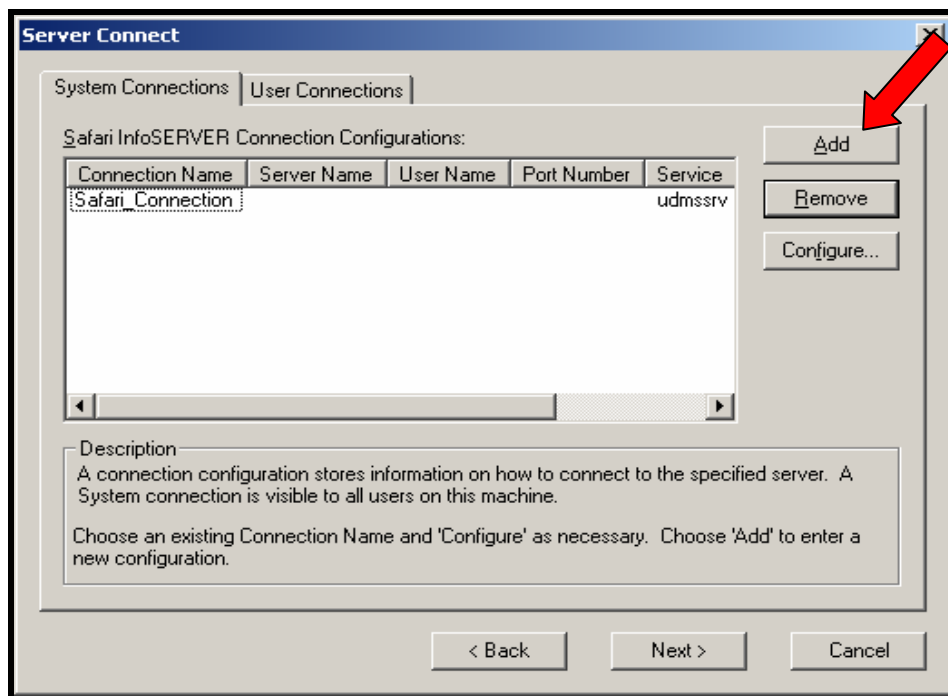 Server Connect
System Connections User Connections
Safari InfoSERVER Connection Configurations:
Add
Connection Name Server Name User Name Port Number Service
Safari_Connection udmssrv
Remove
Configure...
Description
A connection configuration stores information on how to connect to the specified server. A
System connection is visible to all users on this machine.
Choose an existing Connection Name and 'Configure' as necessary. Choose 'Add' to enter a
new configuration.
< Back Next > Cancel